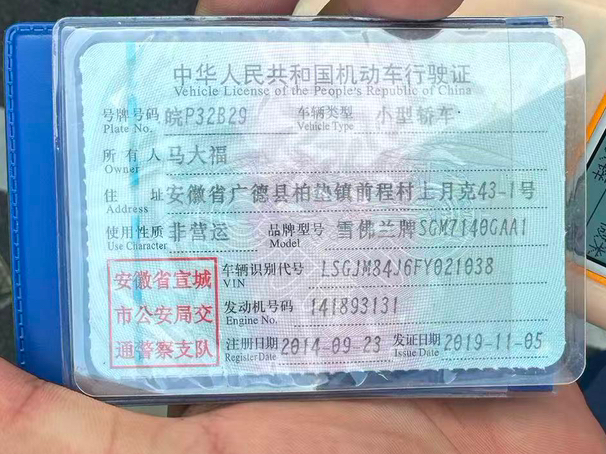 中华人民共和国机动车行驶证
Vehicle License of the People's Republic of China
号牌号码 皖P32B29 车辆类型 小型轿车
Plate No. Vehicle Type
所有人 马大福
Owner
住址 安徽省广德县柏垫镇前程村上月克43-1号
Address
使用性质 非营运 品牌型号 雪佛兰牌SGM7140GAA1
Use Character Model
安徽省宣城
市公安局交
通警察支队
车辆识别代号 LSGJM84J6FY021038
VIN
发动机号码 141893131
Engine No.
注册日期 2014-09-23 发证日期 2019-11-05
Register Date Issue Date